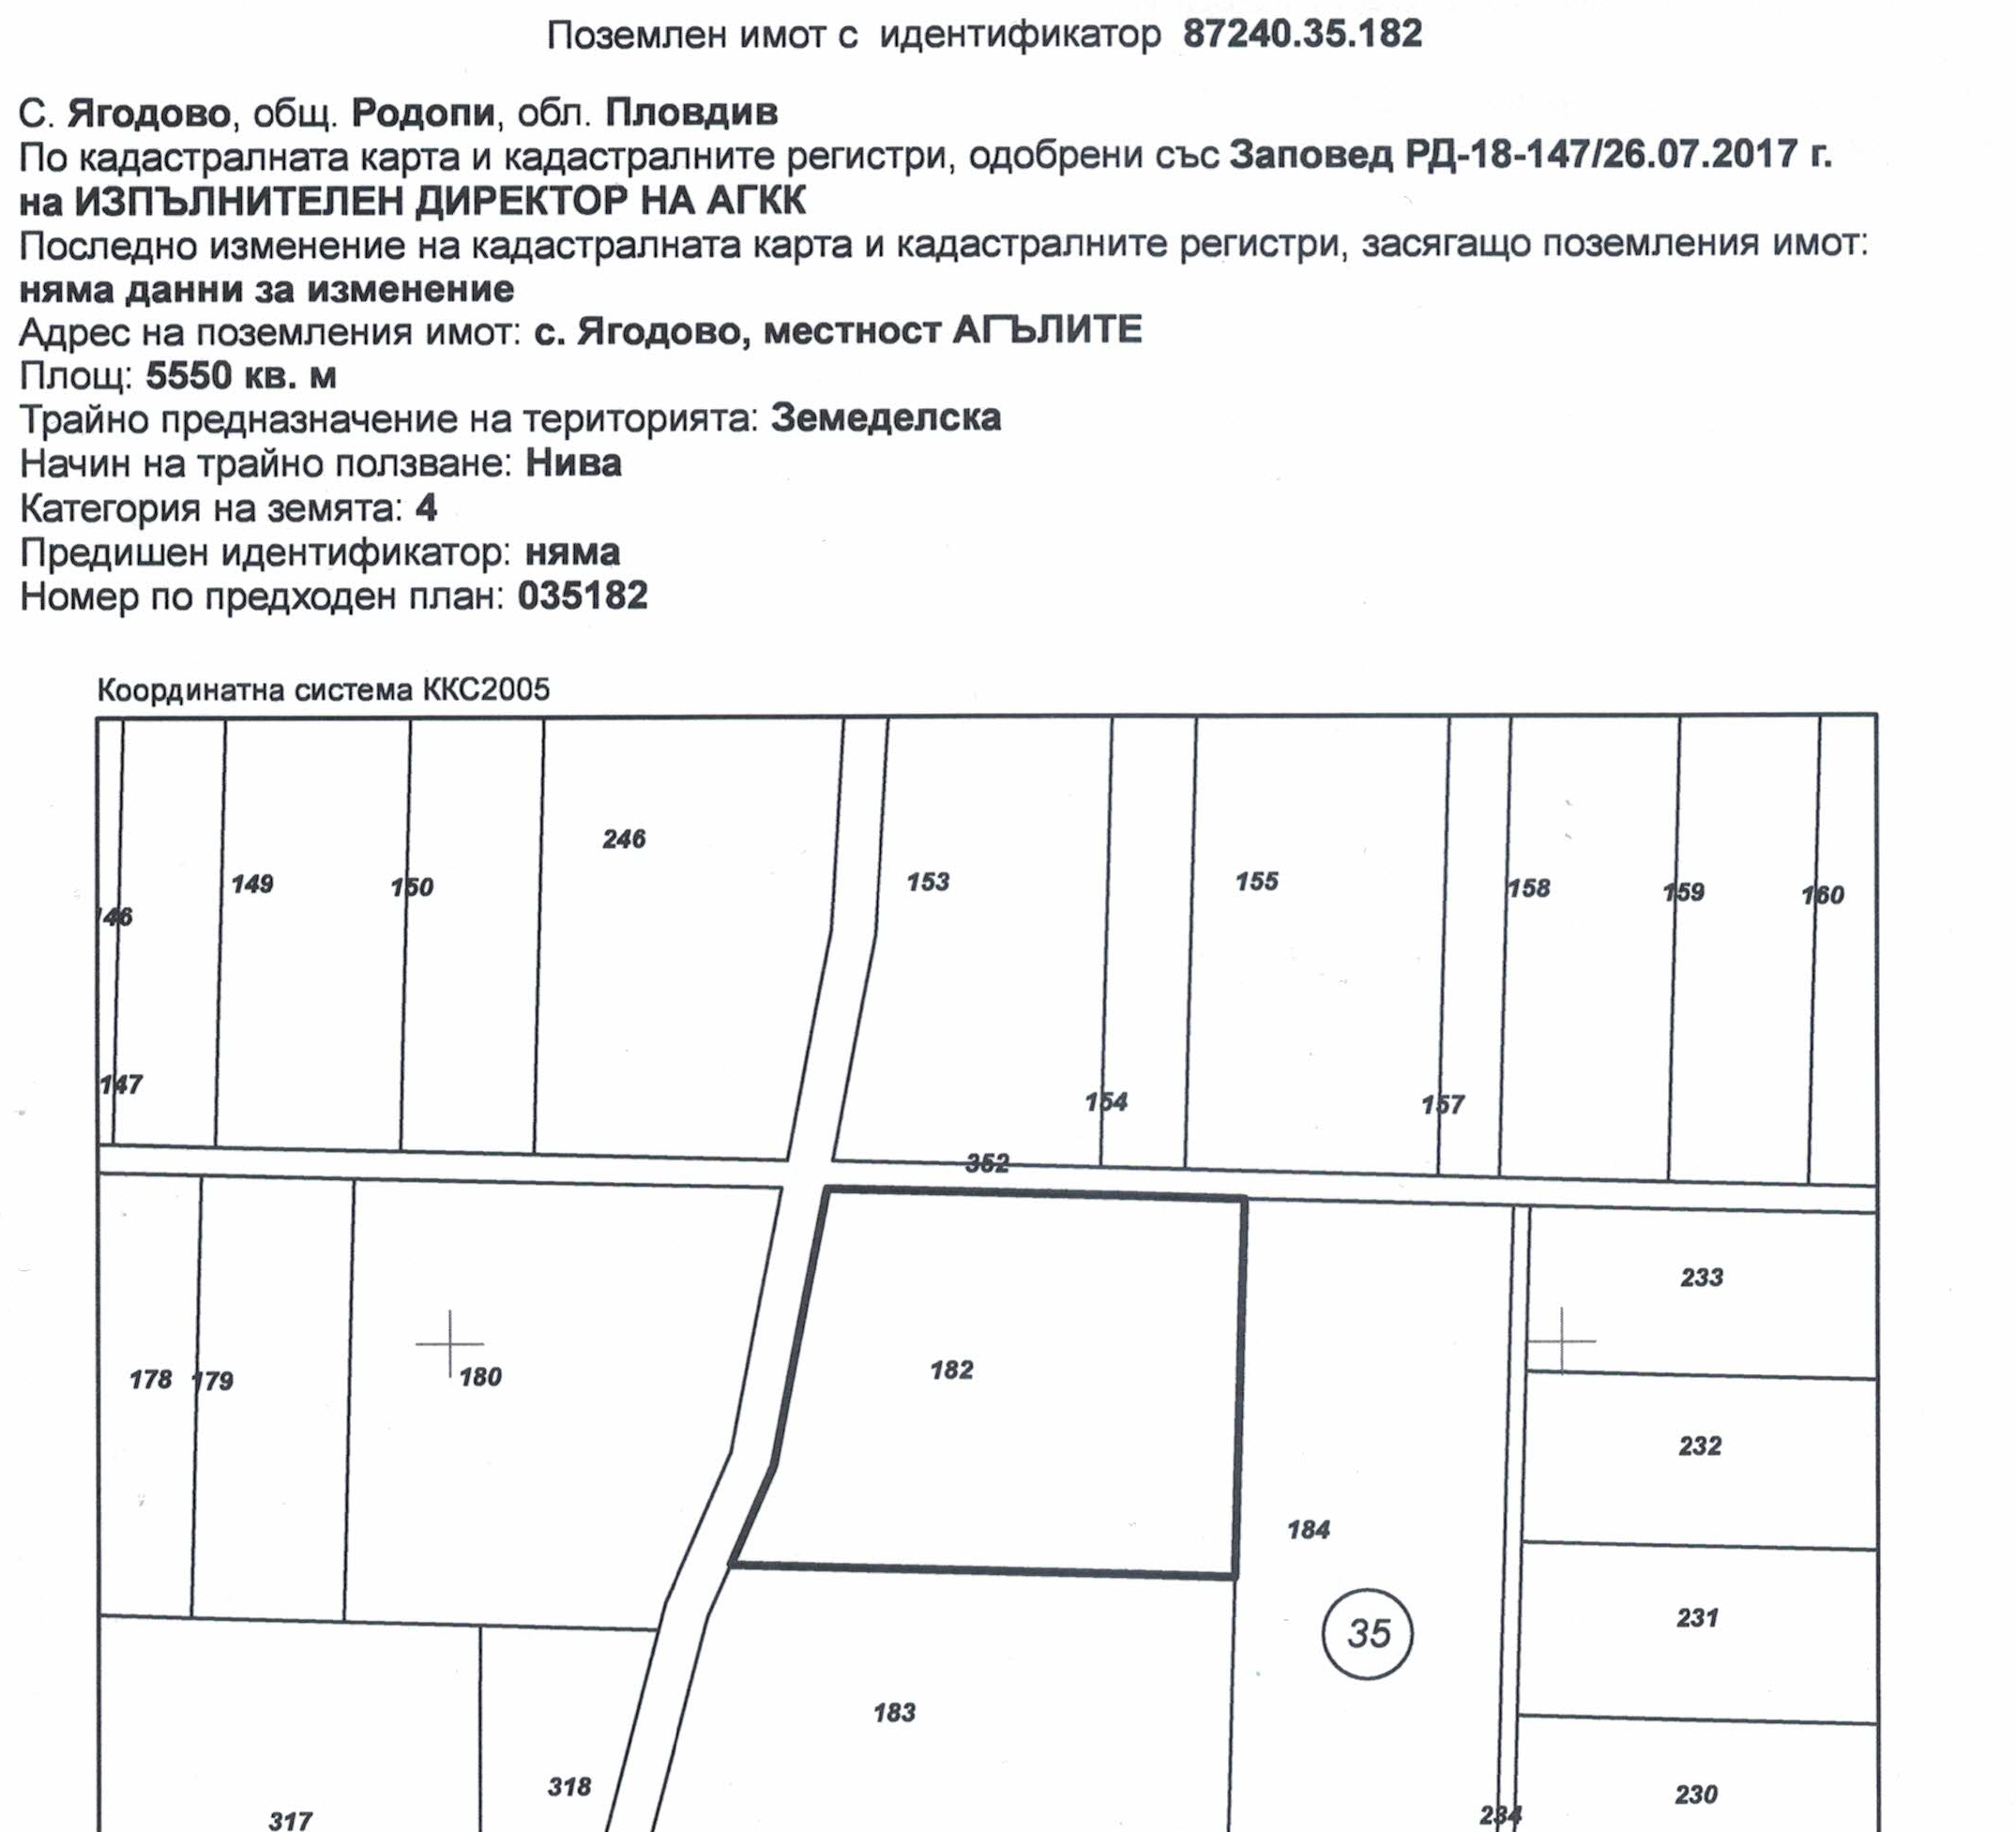 Поземлен имот с идентификатор 87240.35.182
С. Ягодово, общ. Родопи, обл. Пловдив
По кадастралната карта и кадастралните регистри, одобрени със Заповед РД-18-147/26.07.2017 г.
на ИЗПЪЛНИТЕЛЕН ДИРЕКТОР НА АГКК
Последно изменение на кадастралната карта и кадастралните регистри, засягащо поземления имот:
няма данни за изменение
Адрес на поземления имот: с. Ягодово, местност АГЪЛИТЕ
Площ: 5550 кв. м
Трайно предназначение на територията: Земеделска
Начин на трайно ползване: Нива
Категория на земята: 4
Предишен идентификатор: няма
Номер по предходен план: 035182
Координатна система ККС2005
246
149
150
153
155
158
159
160
146
147
154
157
352
233
182
178
179
180
232
184
231
35
183
318
230
317
234